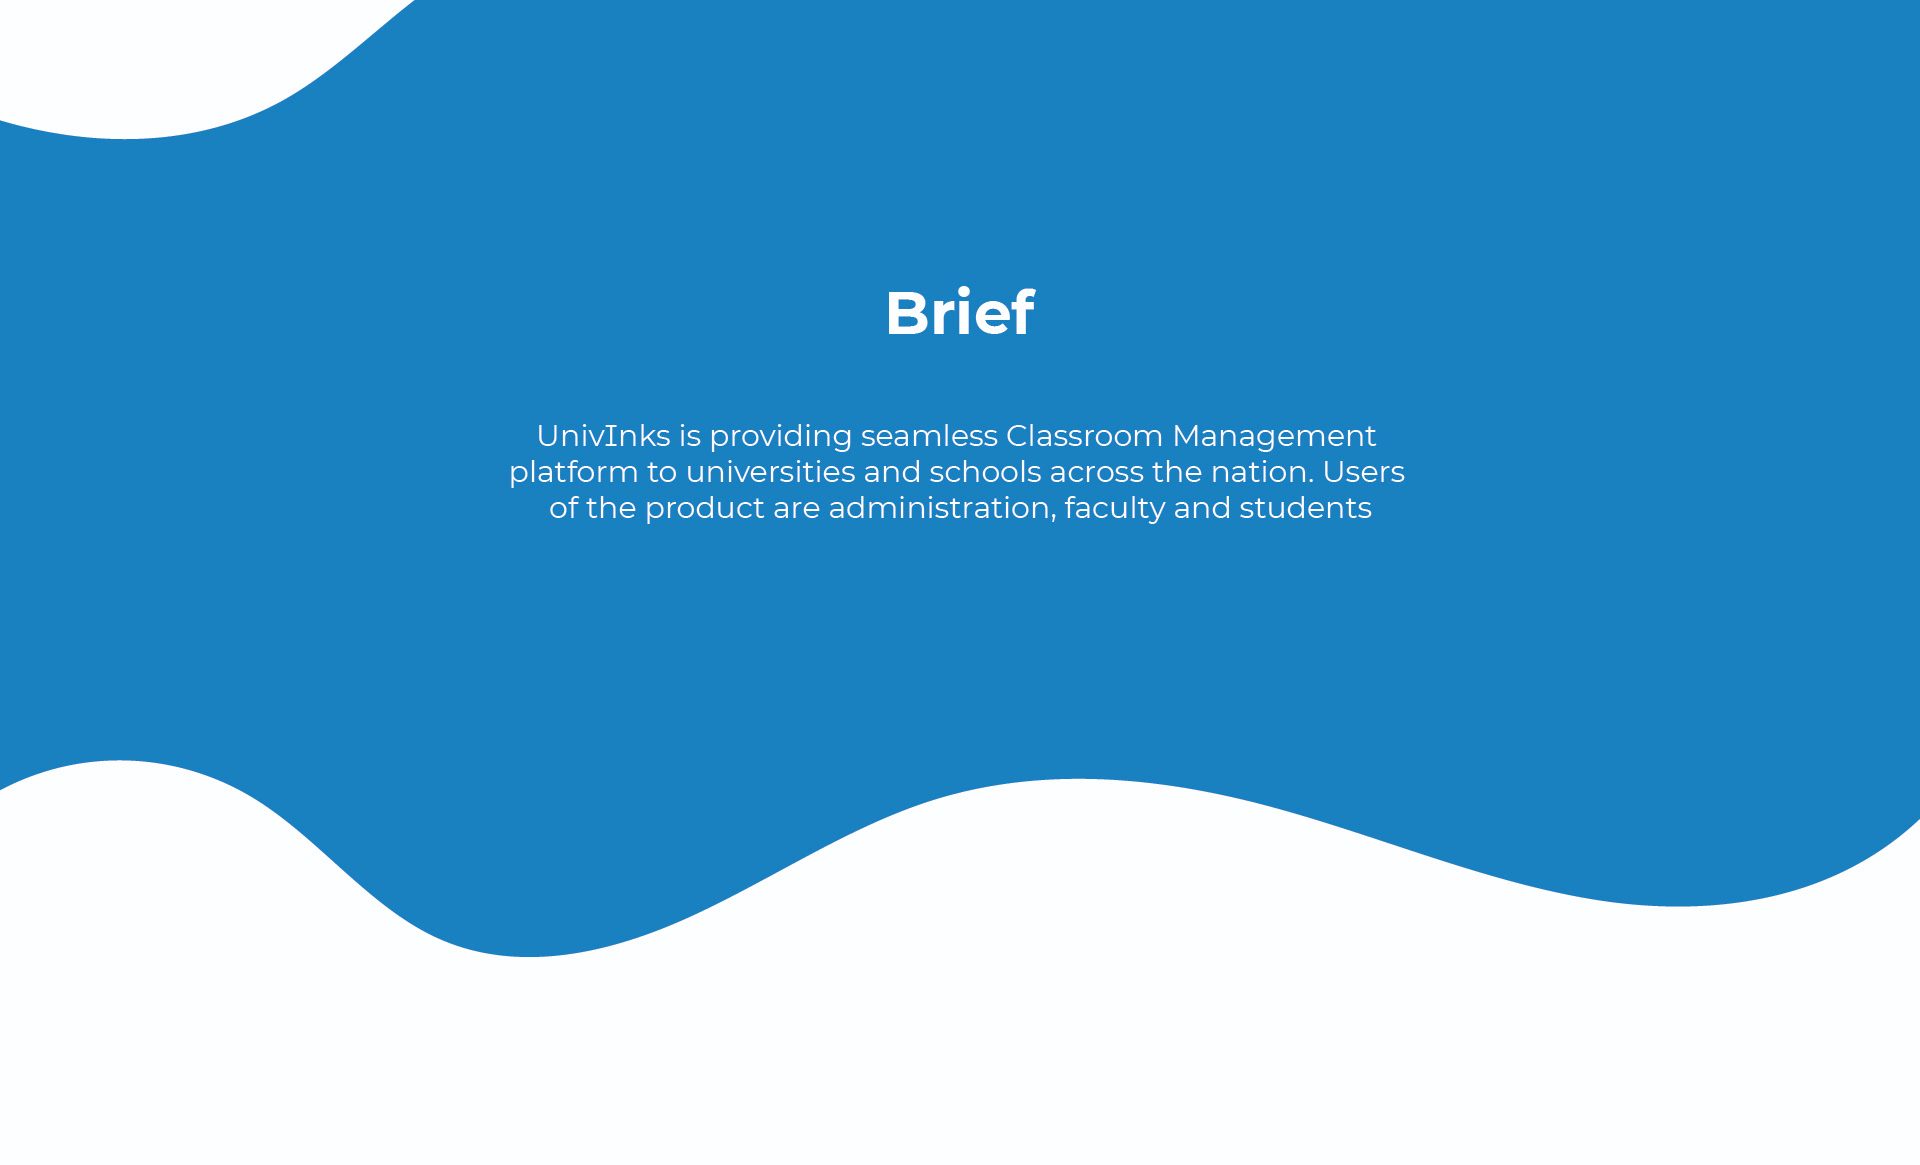 Brief
UnivInks is providing seamless Classroom Management
platform to universities and schools across the nation. Users
of the product are administration, faculty and students